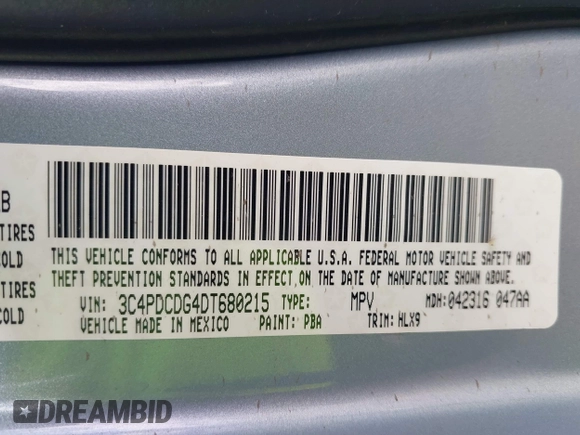 B
TIRES
COLD
TIRES
COLD
THIS VEHICLE CONFORMS TO ALL APPLICABLE U.S.A. FEDERAL MOTOR VEHICLE SAFETY AND
THEFT PREVENTION STANDARDS IN EFFECT ON THE DATE OF MANUFACTURE SHOWN ABOVE.
VIN: 3C4PDCDG4DT680215 TYPE: MPV MDH: 042316 047AA
VEHICLE MADE IN MEXICO PAINT: PBA TRIM: HLX9
DREAMBID